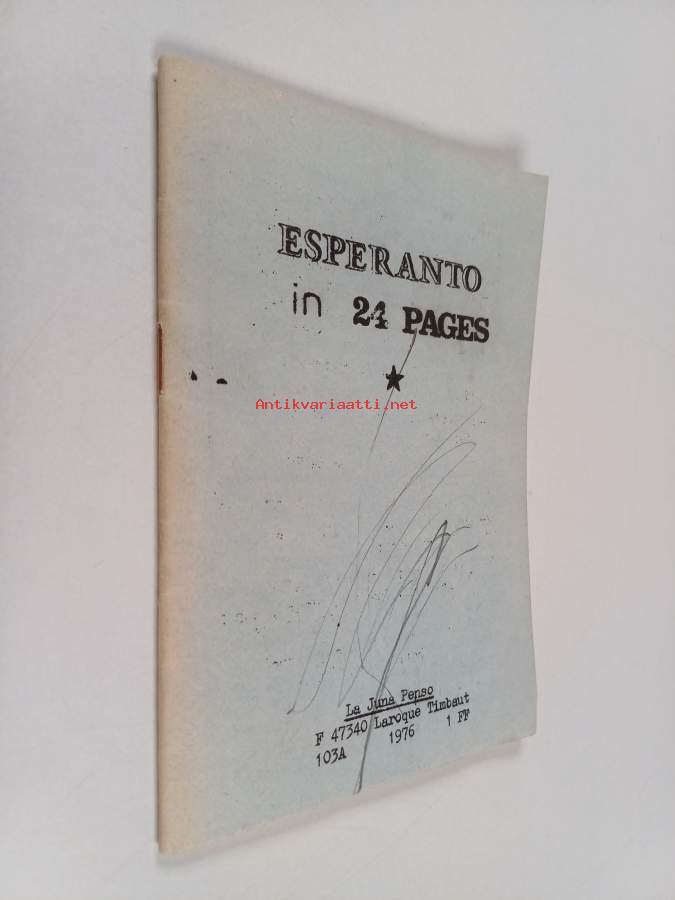 ESPERANTO
in 24 PAGES
Antikvariaatti.net
La Juna Penso
F 47340 Laroque Timbaut
103A 1976 1 FF